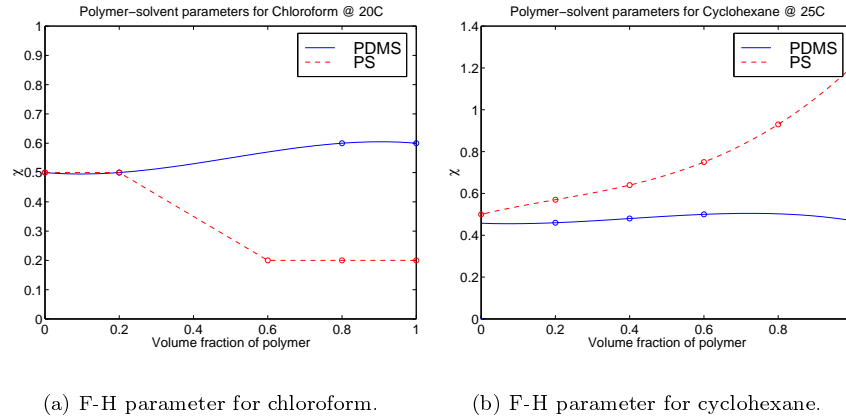 Polymer−solvent parameters for Chloroform @ 20C
1
0.9
0.8
0.7
0.6
0.5
0.4
0.3
0.2
0.1
0
χ
PDMS
PS
0 0.2 0.4 0.6 0.8 1
Volume fraction of polymer
(a) F-H parameter for chloroform.
Polymer−solvent parameters for Cyclohexane @ 25C
1.4
1.2
1
0.8
0.6
0.4
0.2
0
χ
PDMS
PS
0 0.2 0.4 0.6 0.8
Volume fraction of polymer
(b) F-H parameter for cyclohexane.